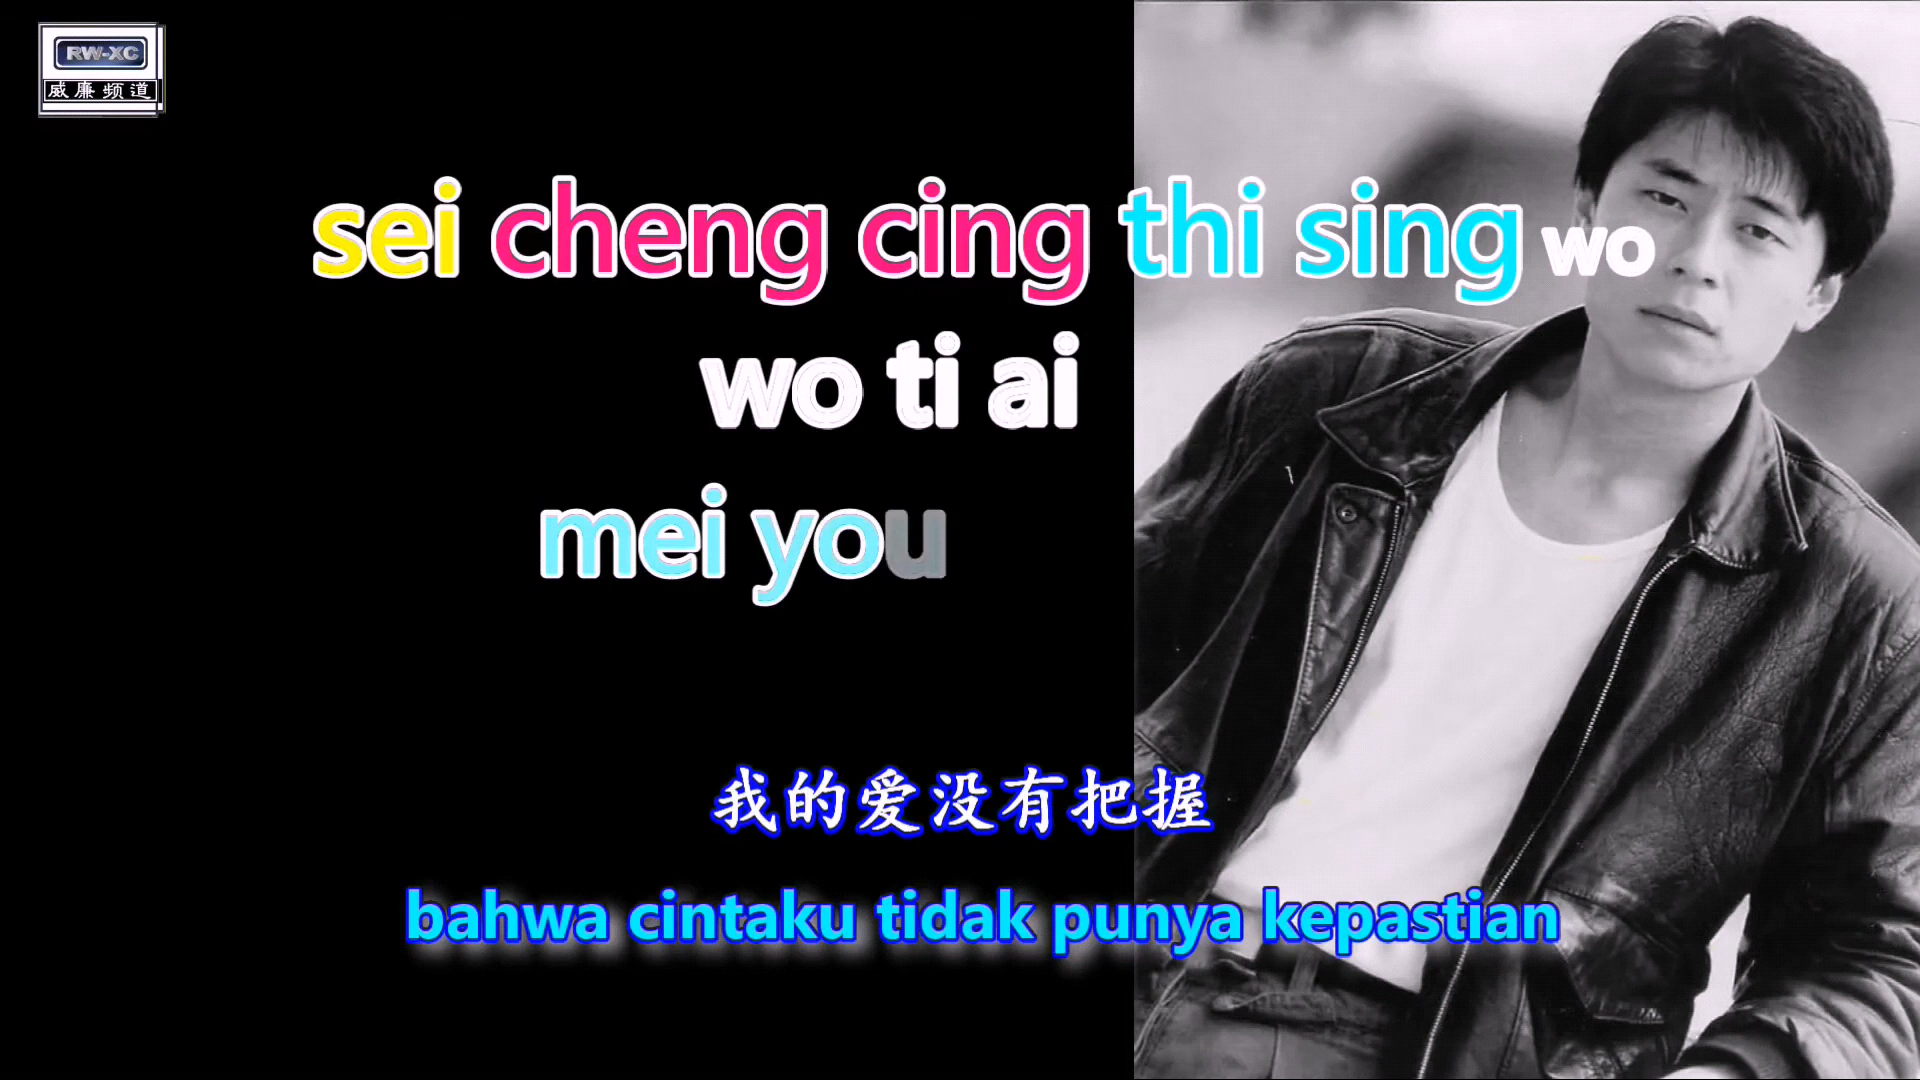 RW-XC
威廉频道
sei cheng cing thi sing wo
wo ti ai
mei you
我的爱没有把握
bahwa cintaku tidak punya kepastian